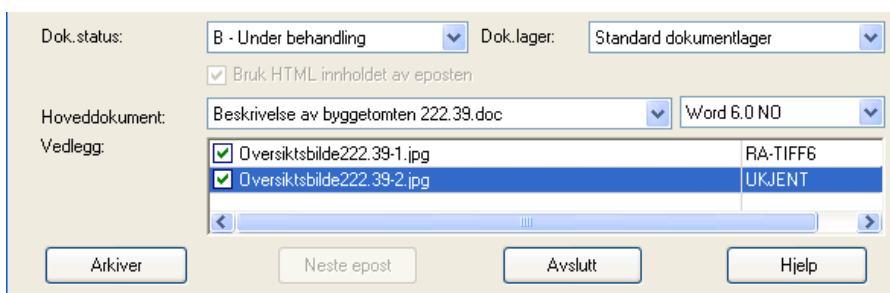 Dok.status: B - Under behandling Dok.lager: Standard dokumentlager
Bruk HTML innholdet av eposten
Hoveddokument: Beskrivelse av byggetomten 222.39.doc Word 6.0 NO
Vedlegg: Oversiktsbilde222.39-1.jpg RA-TIFF6
Oversiktsbilde222.39-2.jpg UKJENT
Arkiver Neste epost Avslutt Hjelp